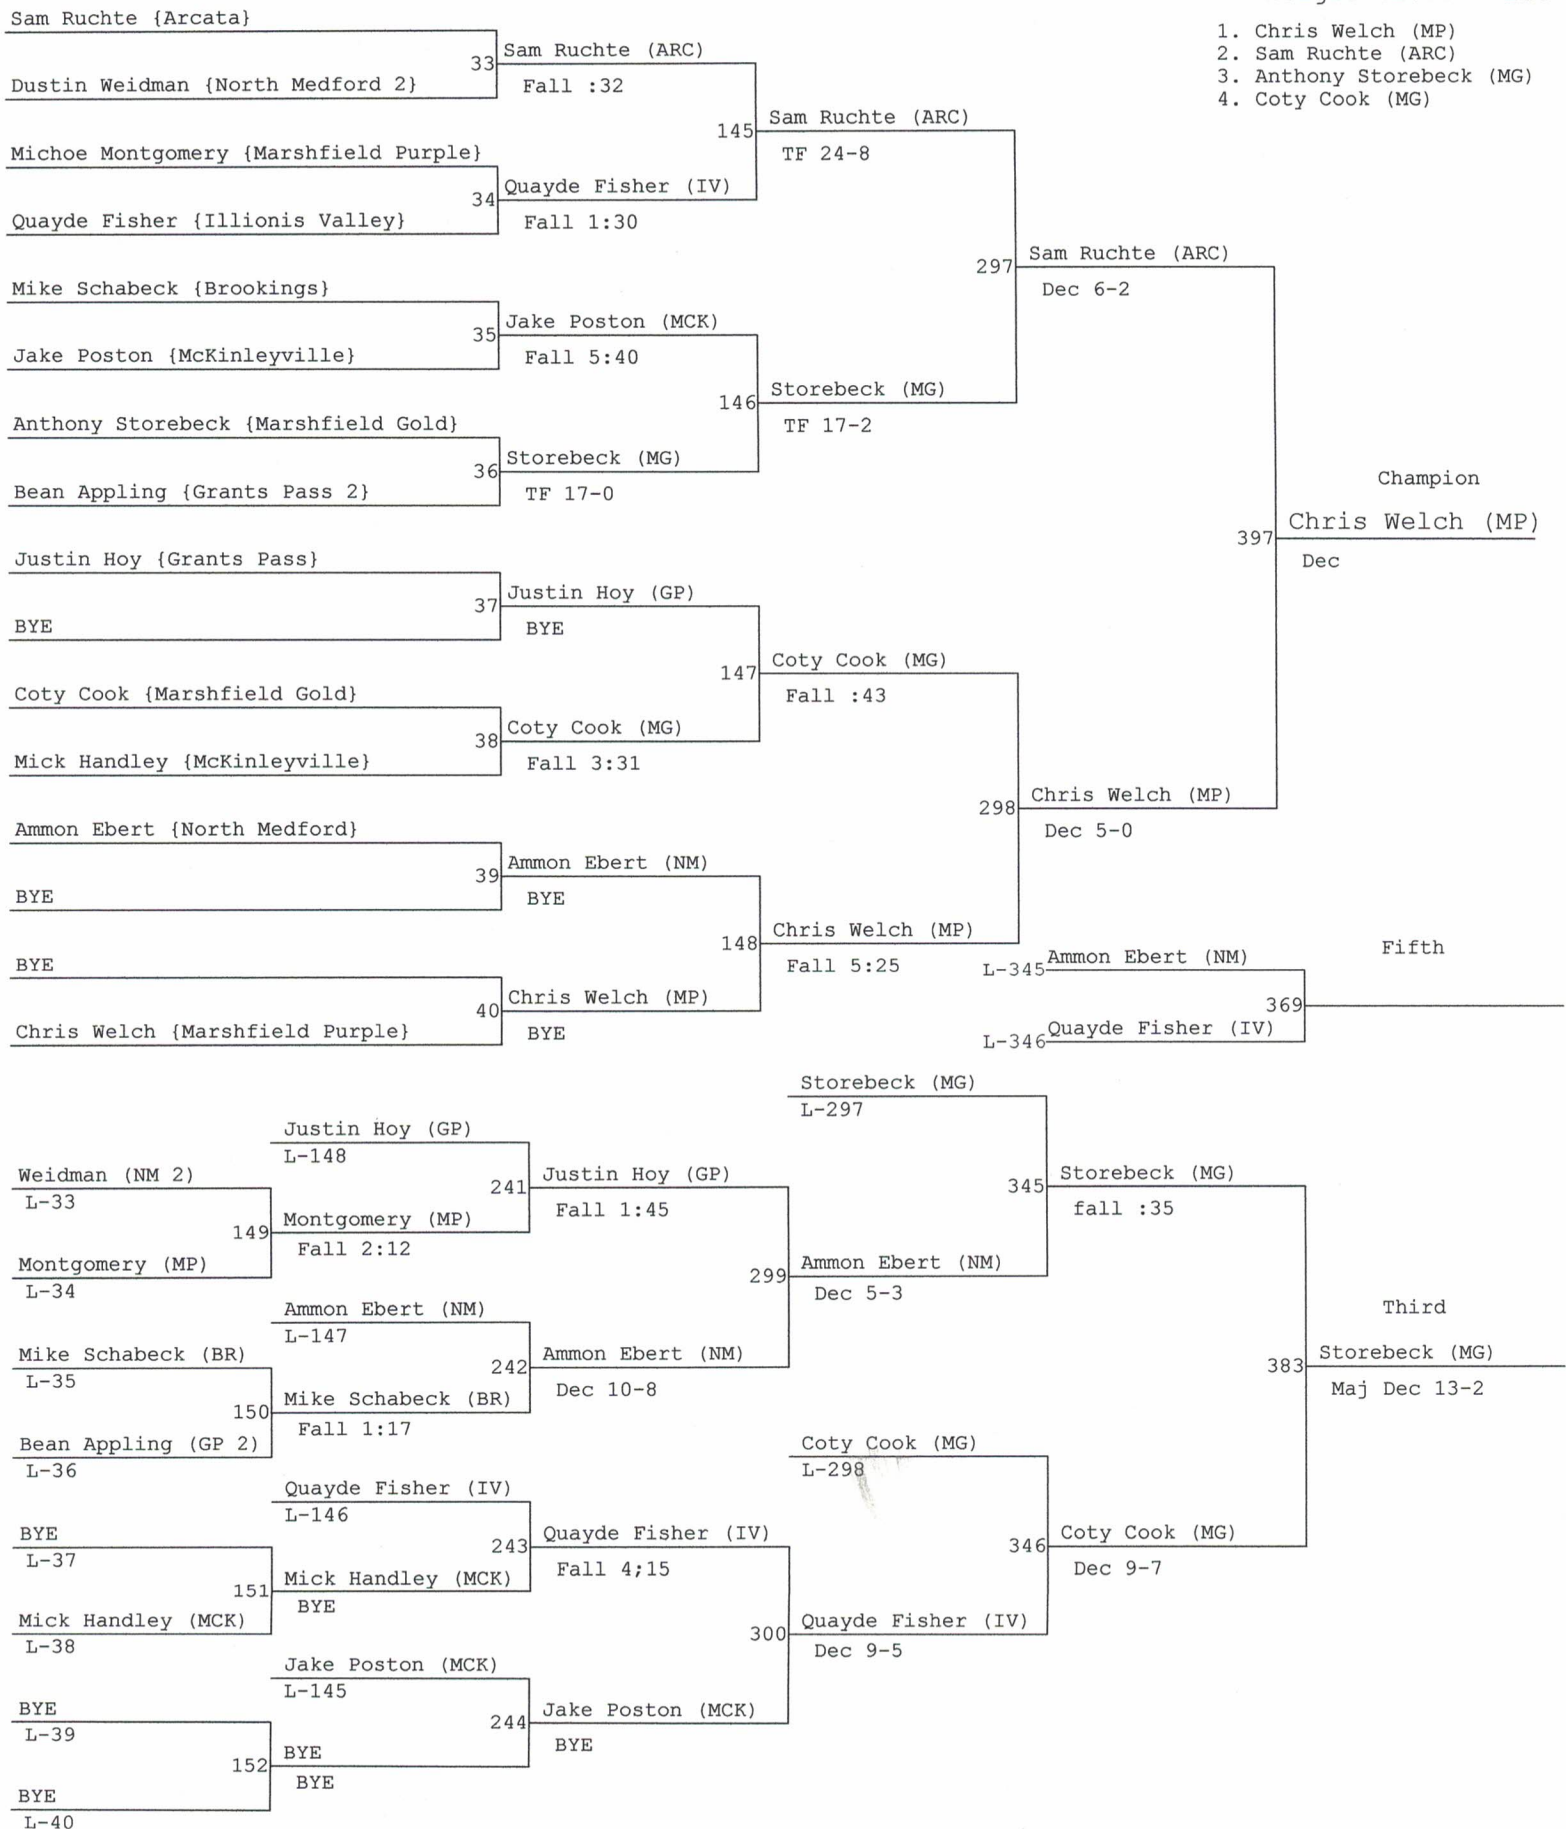 Sam Ruchte {Arcata}
33
Sam Ruchte (ARC)
Fall :32
Dustin Weidman {North Medford 2}
145
Sam Ruchte (ARC)
TF 24-8
Michoe Montgomery {Marshfield Purple}
34
Quayde Fisher (IV)
Fall 1:30
Quayde Fisher {Illionis Valley}
297
Sam Ruchte (ARC)
Dec 6-2
Mike Schabeck {Brookings}
35
Jake Poston (MCK)
Fall 5:40
Jake Poston {McKinleyville}
146
Storebeck (MG)
TF 17-2
Anthony Storebeck {Marshfield Gold}
36
Storebeck (MG)
TF 17-0
Bean Appling {Grants Pass 2}
1. Chris Welch (MP)
2. Sam Ruchte (ARC)
3. Anthony Storebeck (MG)
4. Coty Cook (MG)
Champion
397
Chris Welch (MP)
Dec
Justin Hoy {Grants Pass}
37
Justin Hoy (GP)
BYE
BYE
147
Coty Cook (MG)
Fall :43
Coty Cook {Marshfield Gold}
38
Coty Cook (MG)
Fall 3:31
Mick Handley {McKinleyville}
298
Chris Welch (MP)
Dec 5-0
Ammon Ebert {North Medford}
39
Ammon Ebert (NM)
BYE
BYE
148
Chris Welch (MP)
Fall 5:25
BYE
40
Chris Welch (MP)
BYE
Chris Welch {Marshfield Purple}
Fifth
L-345
Ammon Ebert (NM)
369
L-346
Quayde Fisher (IV)
Storebeck (MG)
L-297
Justin Hoy (GP)
L-148
Weidman (NM 2)
L-33
241
Justin Hoy (GP)
Fall 1:45
345
Storebeck (MG)
fall :35
149
Montgomery (MP)
Fall 2:12
Montgomery (MP)
L-34
299
Ammon Ebert (NM)
Dec 5-3
Ammon Ebert (NM)
L-147
Third
Mike Schabeck (BR)
L-35
242
Ammon Ebert (NM)
Dec 10-8
383
Storebeck (MG)
Maj Dec 13-2
150
Mike Schabeck (BR)
Fall 1:17
Bean Appling (GP 2)
L-36
Coty Cook (MG)
L-298
Quayde Fisher (IV)
L-146
BYE
L-37
243
Quayde Fisher (IV)
Fall 4;15
346
Coty Cook (MG)
Dec 9-7
151
Mick Handley (MCK)
BYE
Mick Handley (MCK)
L-38
300
Quayde Fisher (IV)
Dec 9-5
Jake Poston (MCK)
L-145
BYE
L-39
244
Jake Poston (MCK)
BYE
152
BYE
BYE
BYE
L-40